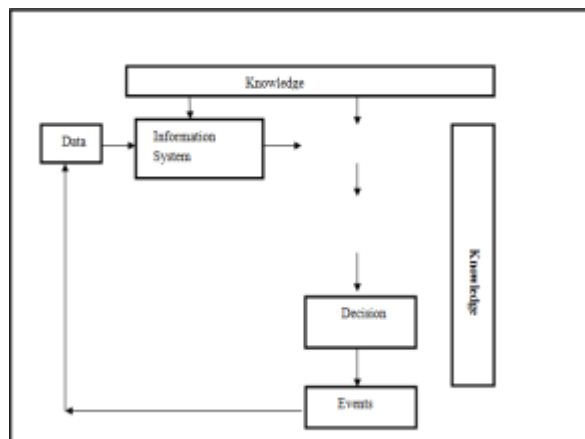 Knowledge
Data
Information
System
Knowledge
Decision
Events